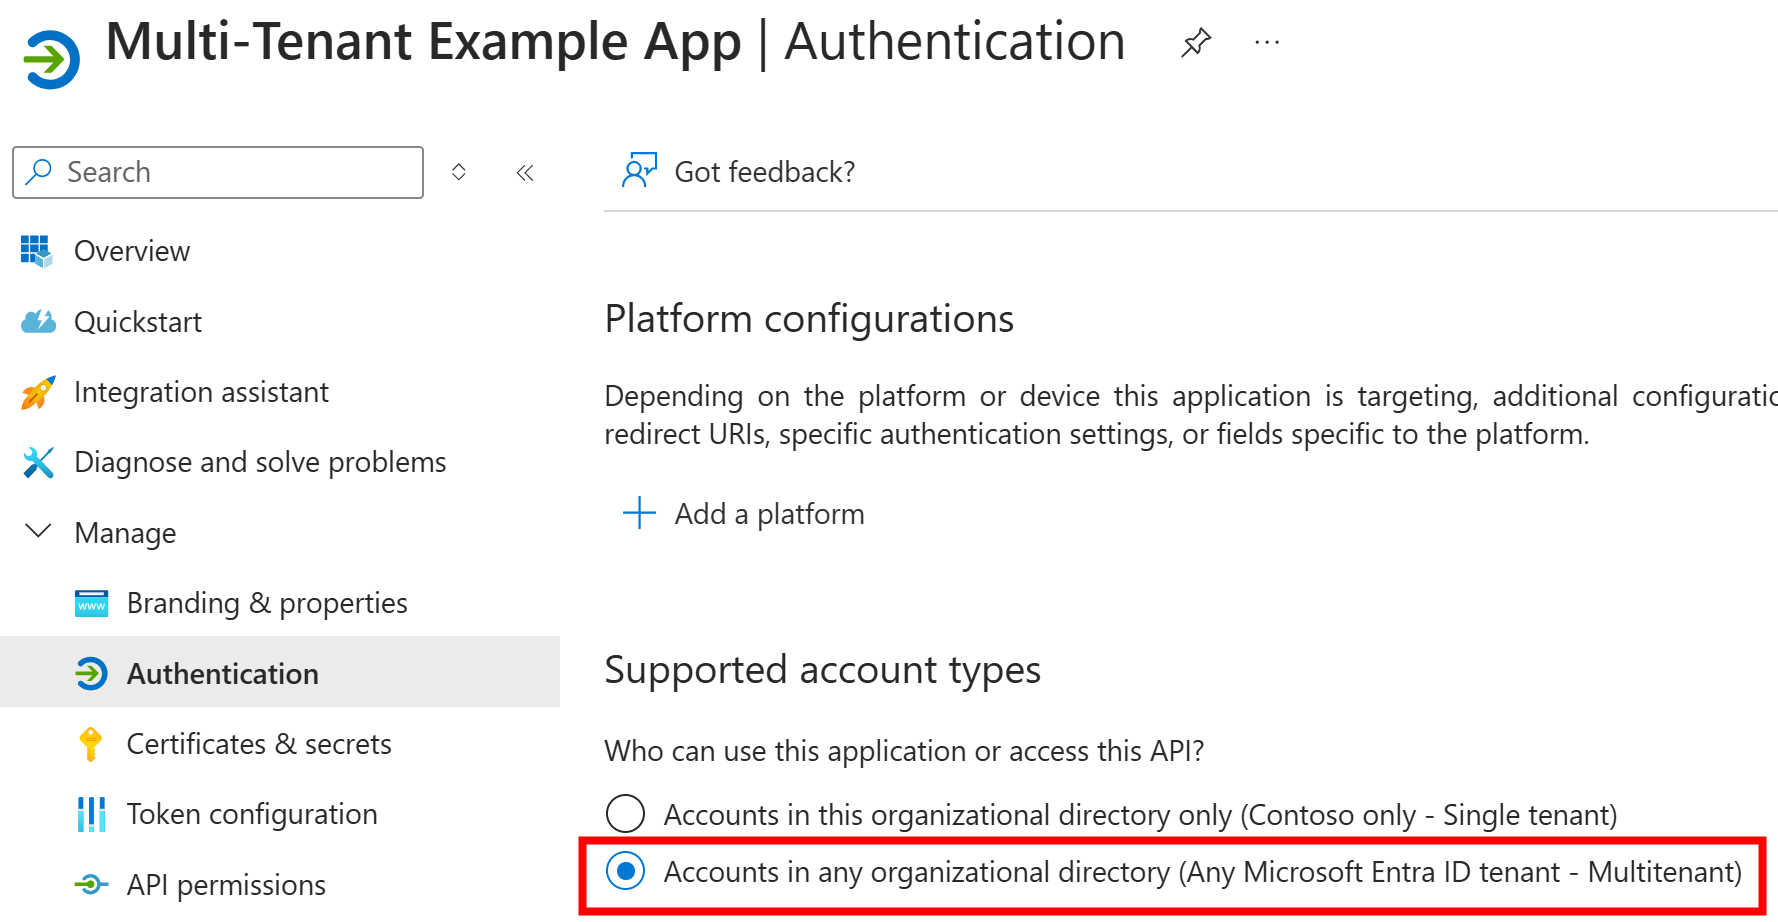 Multi-Tenant Example App | Authentication
Search
Got feedback?
Overview
Quickstart
Integration assistant
Diagnose and solve problems
Manage
www
Branding & properties
Authentication
Certificates & secrets
Token configuration
API permissions
Platform configurations
Depending on the platform or device this application is targeting, additional configuratio
redirect URIs, specific authentication settings, or fields specific to the platform.
Add a platform
Supported account types
Who can use this application or access this API?
Accounts in this organizational directory only (Contoso only - Single tenant)
Accounts in any organizational directory (Any Microsoft Entra ID tenant - Multitenant)